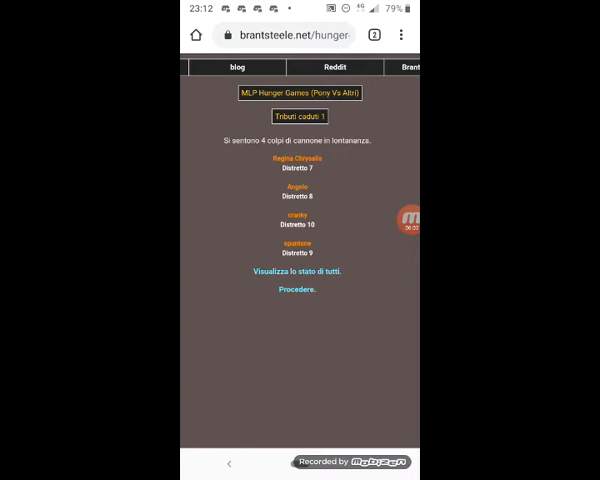 23:12
4G
79%
brantsteele.net/hunger-
2
blog
Reddit
Brant
MLP Hunger Games (Pony Vs Altri)
Tributi caduti 1
Si sentono 4 colpi di cannone in lontananza.
Regina Chrysalis
Distretto 7
Angelo
Distretto 8
cranky
Distretto 10
spuntone
Distretto 9
Visualizza lo stato di tutti.
Procedere.
Recorded by mobizen